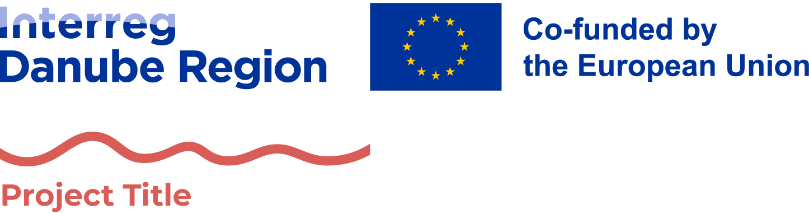 Interreg
Danube Region
Co-funded by
the European Union
Project Title